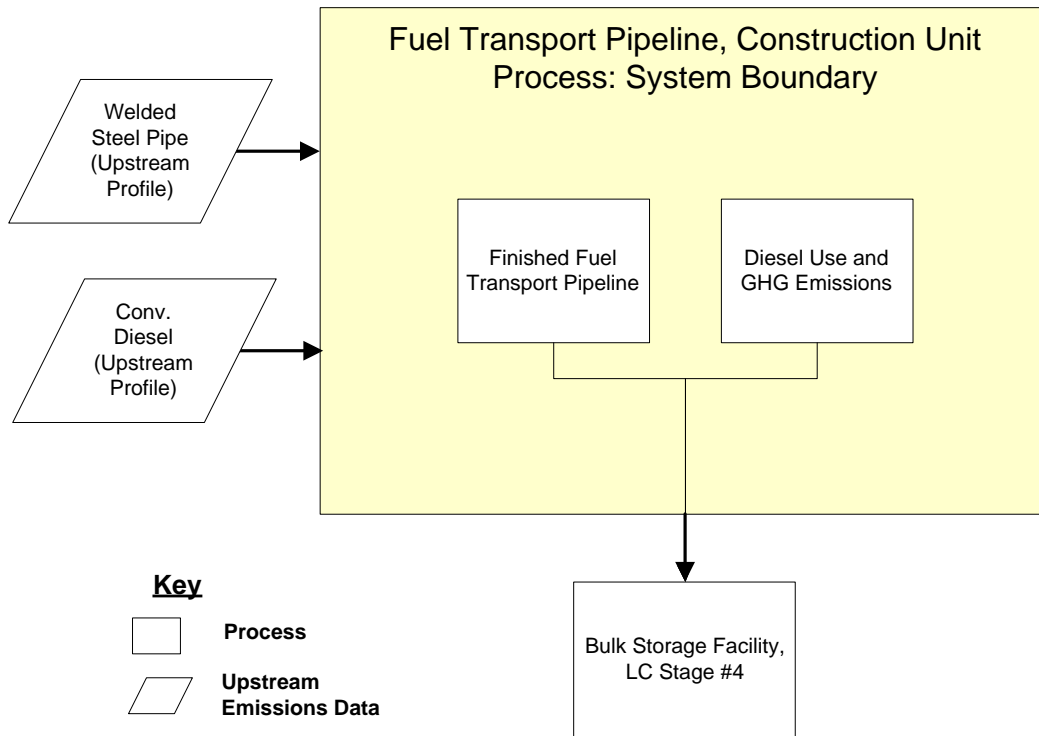 Fuel Transport Pipeline, Construction Unit
Process: System Boundary
Welded
Steel Pipe
(Upstream
Profile)
Finished Fuel
Transport Pipeline
Diesel Use and
GHG Emissions
Conv.
Diesel
(Upstream
Profile)
Key
Process
Upstream
Emissions Data
Bulk Storage Facility,
LC Stage #4